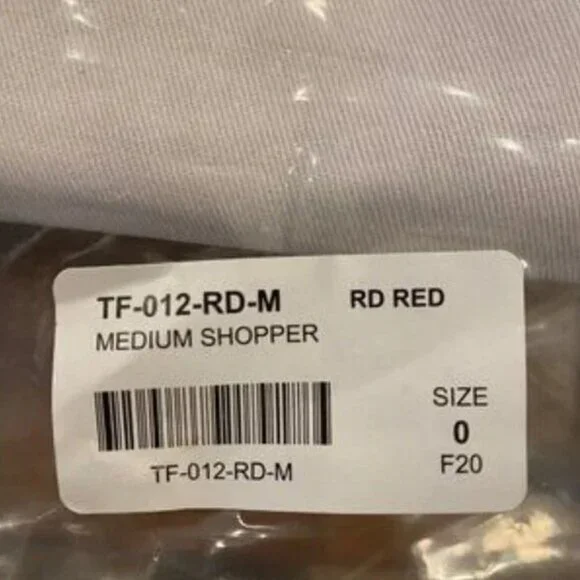 TF-012-RD-M RD RED
MEDIUM SHOPPER
SIZE
0
F20
TF-012-RD-M